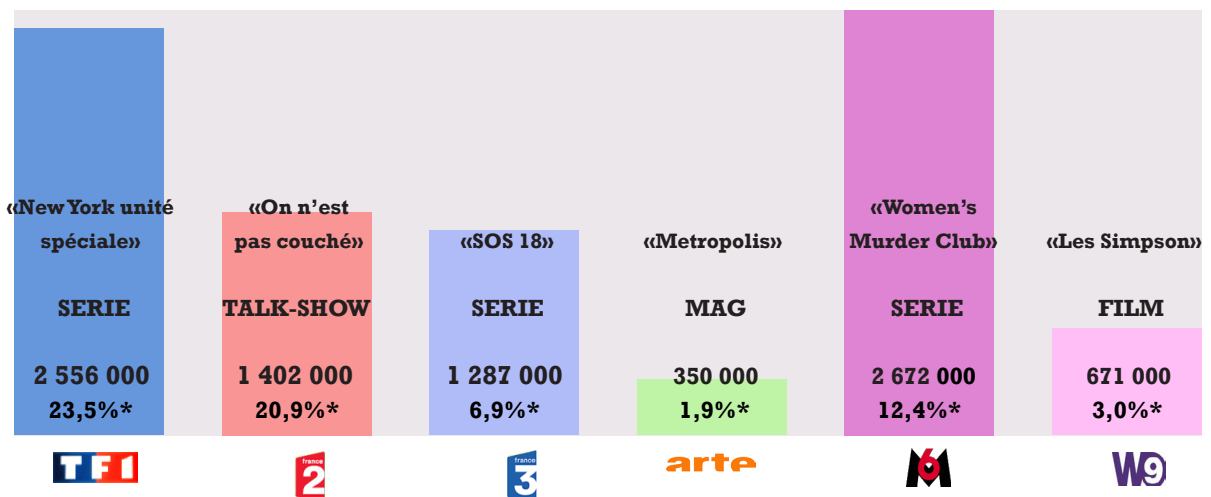 «New York unité
spéciale»
SERIE
2 556 000
23,5%*
TF1
«On n’est
pas couché»
TALK-SHOW
1 402 000
20,9%*
france
2
«SOS 18»
SERIE
1 287 000
6,9%*
france
3
«Metropolis»
MAG
350 000
1,9%*
arte
«Women’s
Murder Club»
SERIE
2 672 000
12,4%*
M6
«Les Simpson»
FILM
671 000
3,0%*
W9